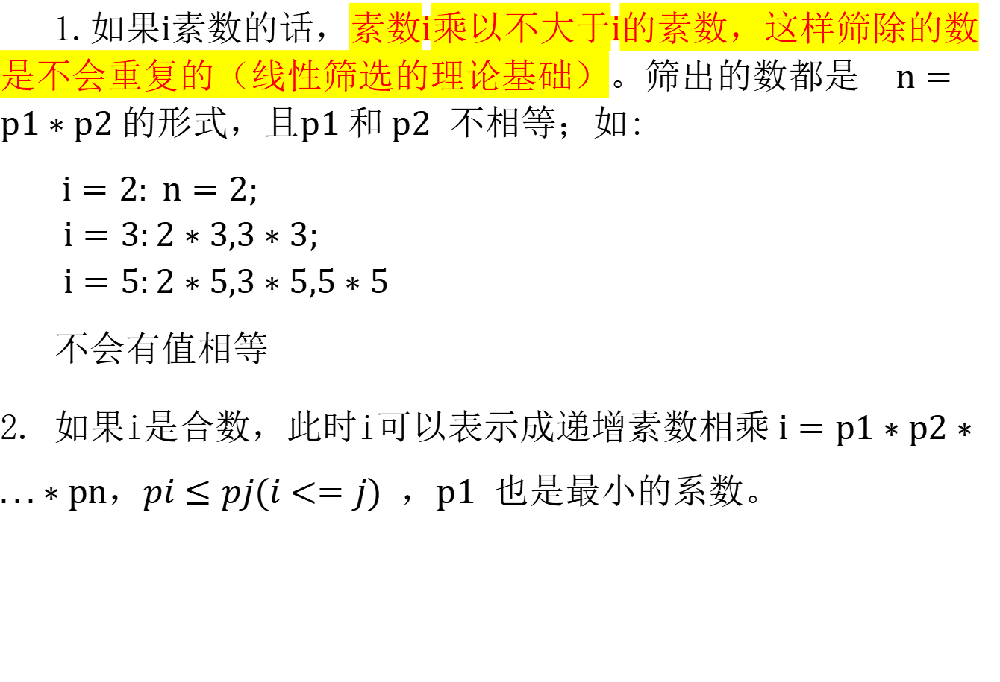 1.如果i素数的话，素数i乘以不大于i的素数，这样筛除的数
是不会重复的（线性筛选的理论基础）。筛出的数都是 n =
p1 * p2 的形式，且p1 和 p2 不相等；如:
i = 2: n = 2;
i = 3: 2 * 3,3 * 3;
i = 5: 2 * 5,3 * 5,5 * 5
不会有值相等
2. 如果i是合数，此时i可以表示成递增素数相乘 i = p1 * p2 *
... * pn，pi ≤ pj(i <= j) ，p1 也是最小的系数。